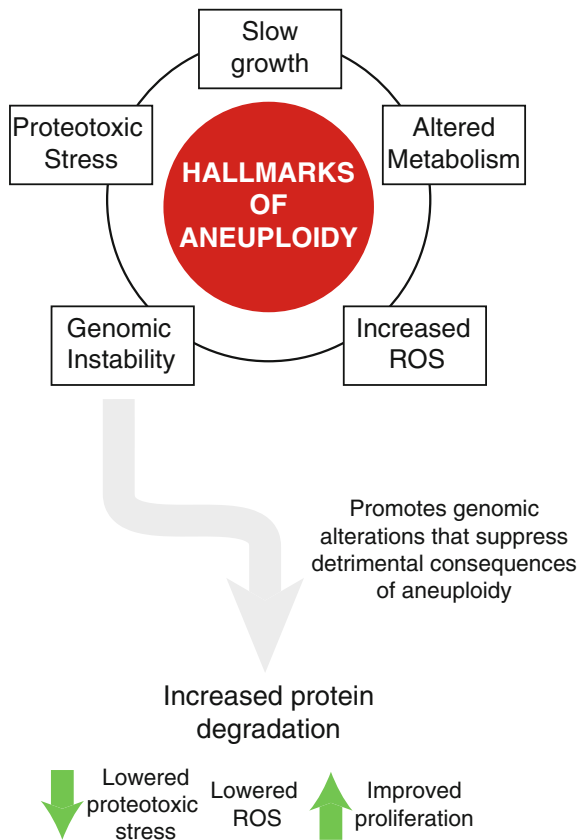 Slow
growth
Proteotoxic
Stress
Altered
Metabolism
HALLMARKS
OF
ANEUPLOIDY
Genomic
Instability
Increased
ROS
Promotes genomic
alterations that suppress
detrimental consequences
of aneuploidy
Increased protein
degradation
Lowered
proteotoxic
stress
Lowered
ROS
Improved
proliferation